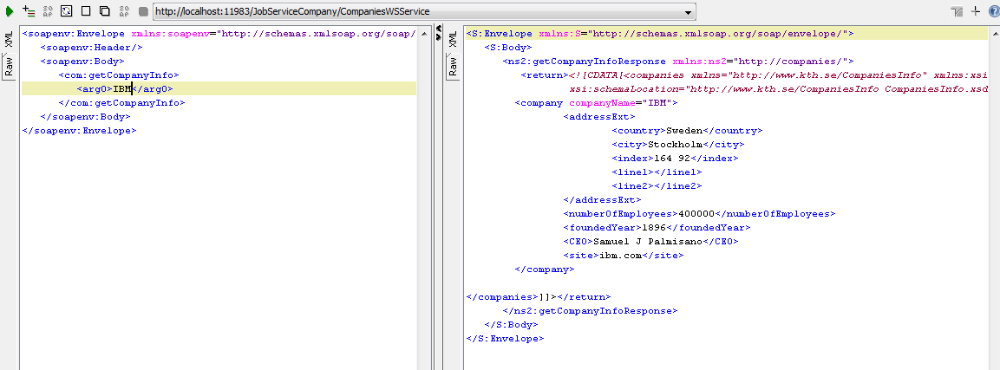 http://localhost:11983/JobServiceCompany/CompaniesWSService
XML
Raw
<soapenv:Envelope xmlns:soapenv="http://schemas.xmlsoap.org/soap/
<soapenv:Header/>
<soapenv:Body>
<com:getCompanyInfo>
<arg0>IBM</arg0>
</com:getCompanyInfo>
</soapenv:Body>
</soapenv:Envelope>
XML
Raw
<S:Envelope xmlns:S="http://schemas.xmlsoap.org/soap/envelope/">
<S:Body>
<ns2:getCompanyInfoResponse xmlns:ns2="http://companies/">
<return><![CDATA[<companies xmlns="http://www.kth.se/CompaniesInfo" xmlns:xsi
xsi:schemaLocation="http://www.kth.se/CompaniesInfo CompaniesInfo.xsd
<company companyName="IBM">
<addressExt>
<country>Sweden</country>
<city>Stockholm</city>
<index>164 92</index>
<line1></line1>
<line2></line2>
</addressExt>
<numberOfEmployees>400000</numberOfEmployees>
<foundedYear>1896</foundedYear>
<CEO>Samuel J Palmisano</CEO>
<site>ibm.com</site>
</company>
</companies>]]></return>
</ns2:getCompanyInfoResponse>
</S:Body>
</S:Envelope>